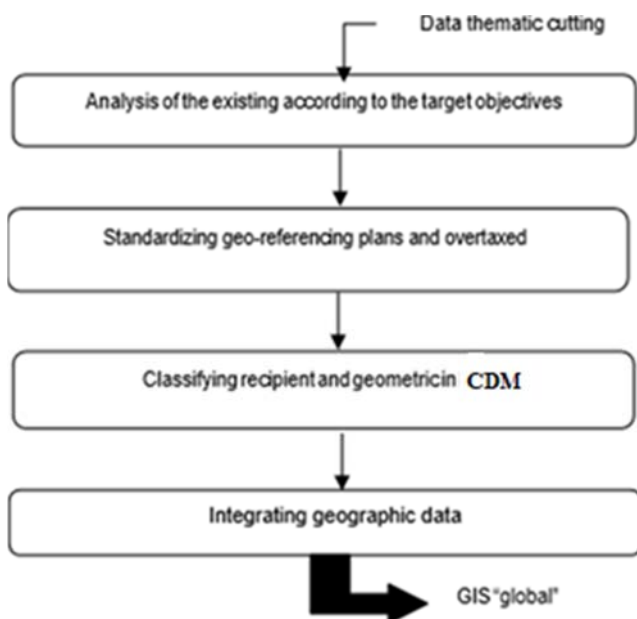 Data thematic cutting
Analysis of the existing according to the target objectives
Standardizing geo-referencing plans and overtaxed
Classifying recipient and geometricin CDM
Integrating geographic data
GIS "global"